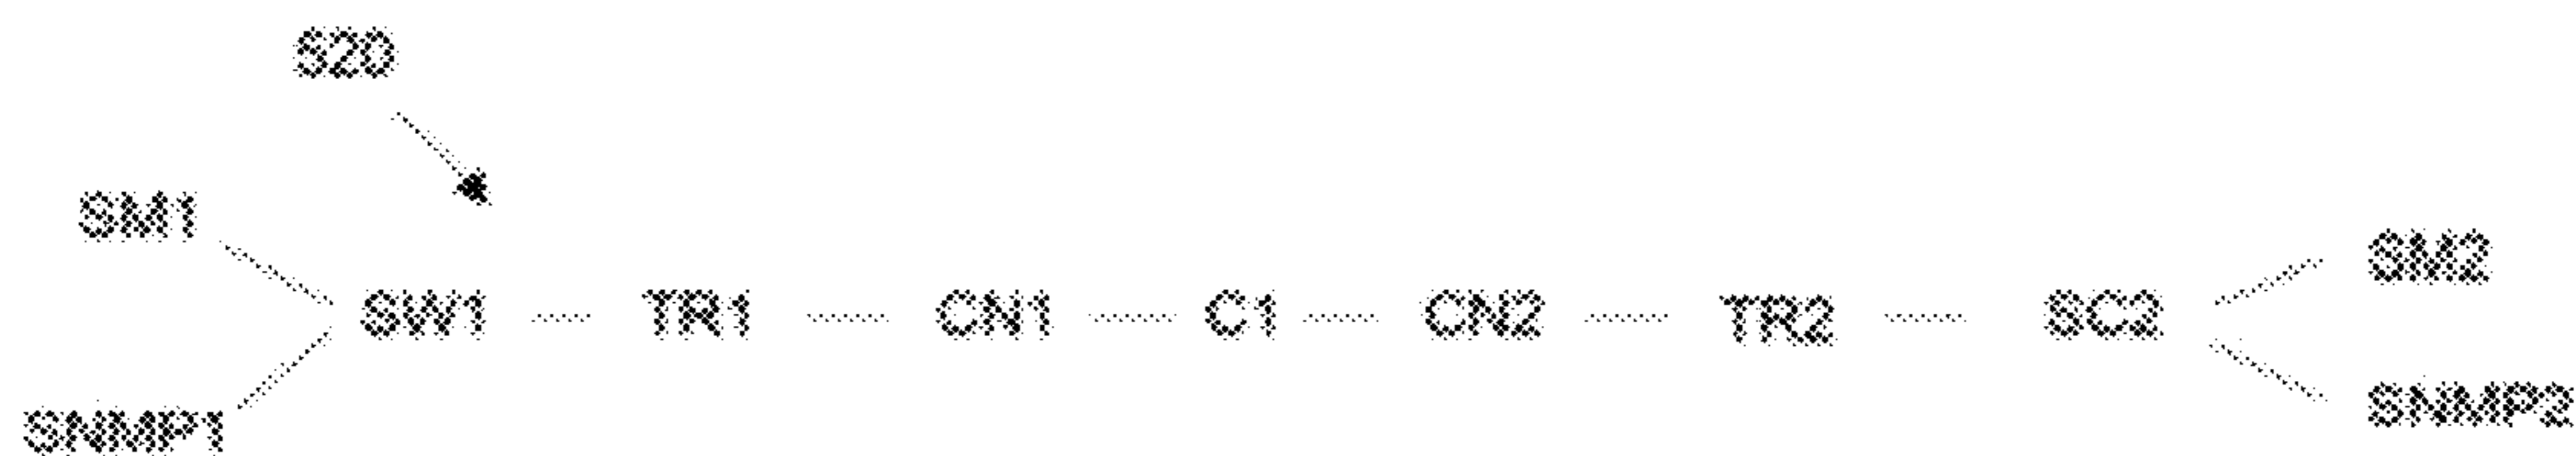 S20
SM1
SM2
SW1 TR1 CN1 C1 CN2 TR2 SC2
SNMP1
SNMP2